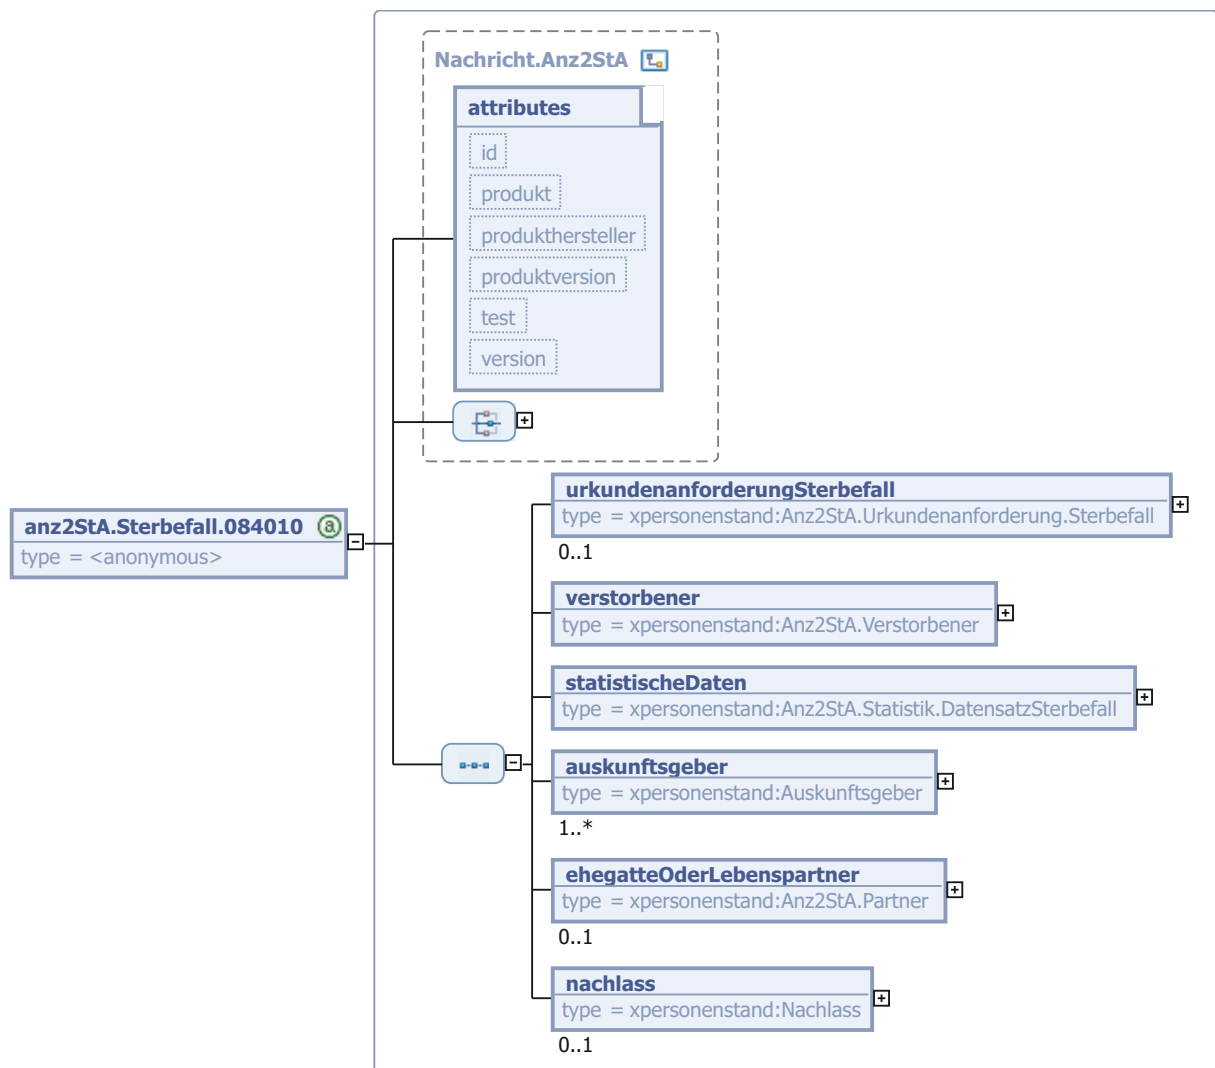 Nachricht.Anz2StA
attributes
id
produkt
produkthersteller
produktversion
test
version
anz2StA.Sterbefall.084010 a
type = <anonymous>
urkundenanforderungSterbefall
type = xpersonenstand:Anz2StA.Urkundenanforderung.Sterbefall
0..1
verstorbener
type = xpersonenstand:Anz2StA.Verstorbener
statistischeDaten
type = xpersonenstand:Anz2StA.Statistik.DatensatzSterbefall
auskunftsgeber
type = xpersonenstand:Auskunftsgeber
1..*
ehegatteOderLebenspartner
type = xpersonenstand:Anz2StA.Partner
0..1
nachlass
type = xpersonenstand:Nachlass
0..1